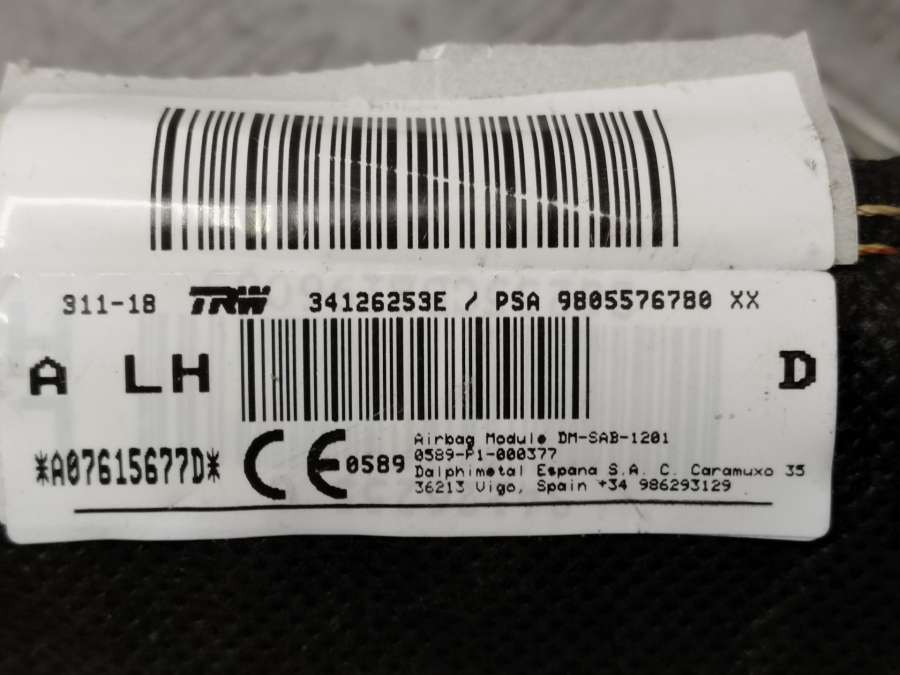 311-18 TRW 34126253E / PSA 9805576780 XX
A LH D
*A07615677D* CE 0589
Airbag Module DM-SAB-1201
0589-P1-000377
Dalphimetal Espana S.A. C. Caramuxo 35
36213 Vigo, Spain +34 986293129